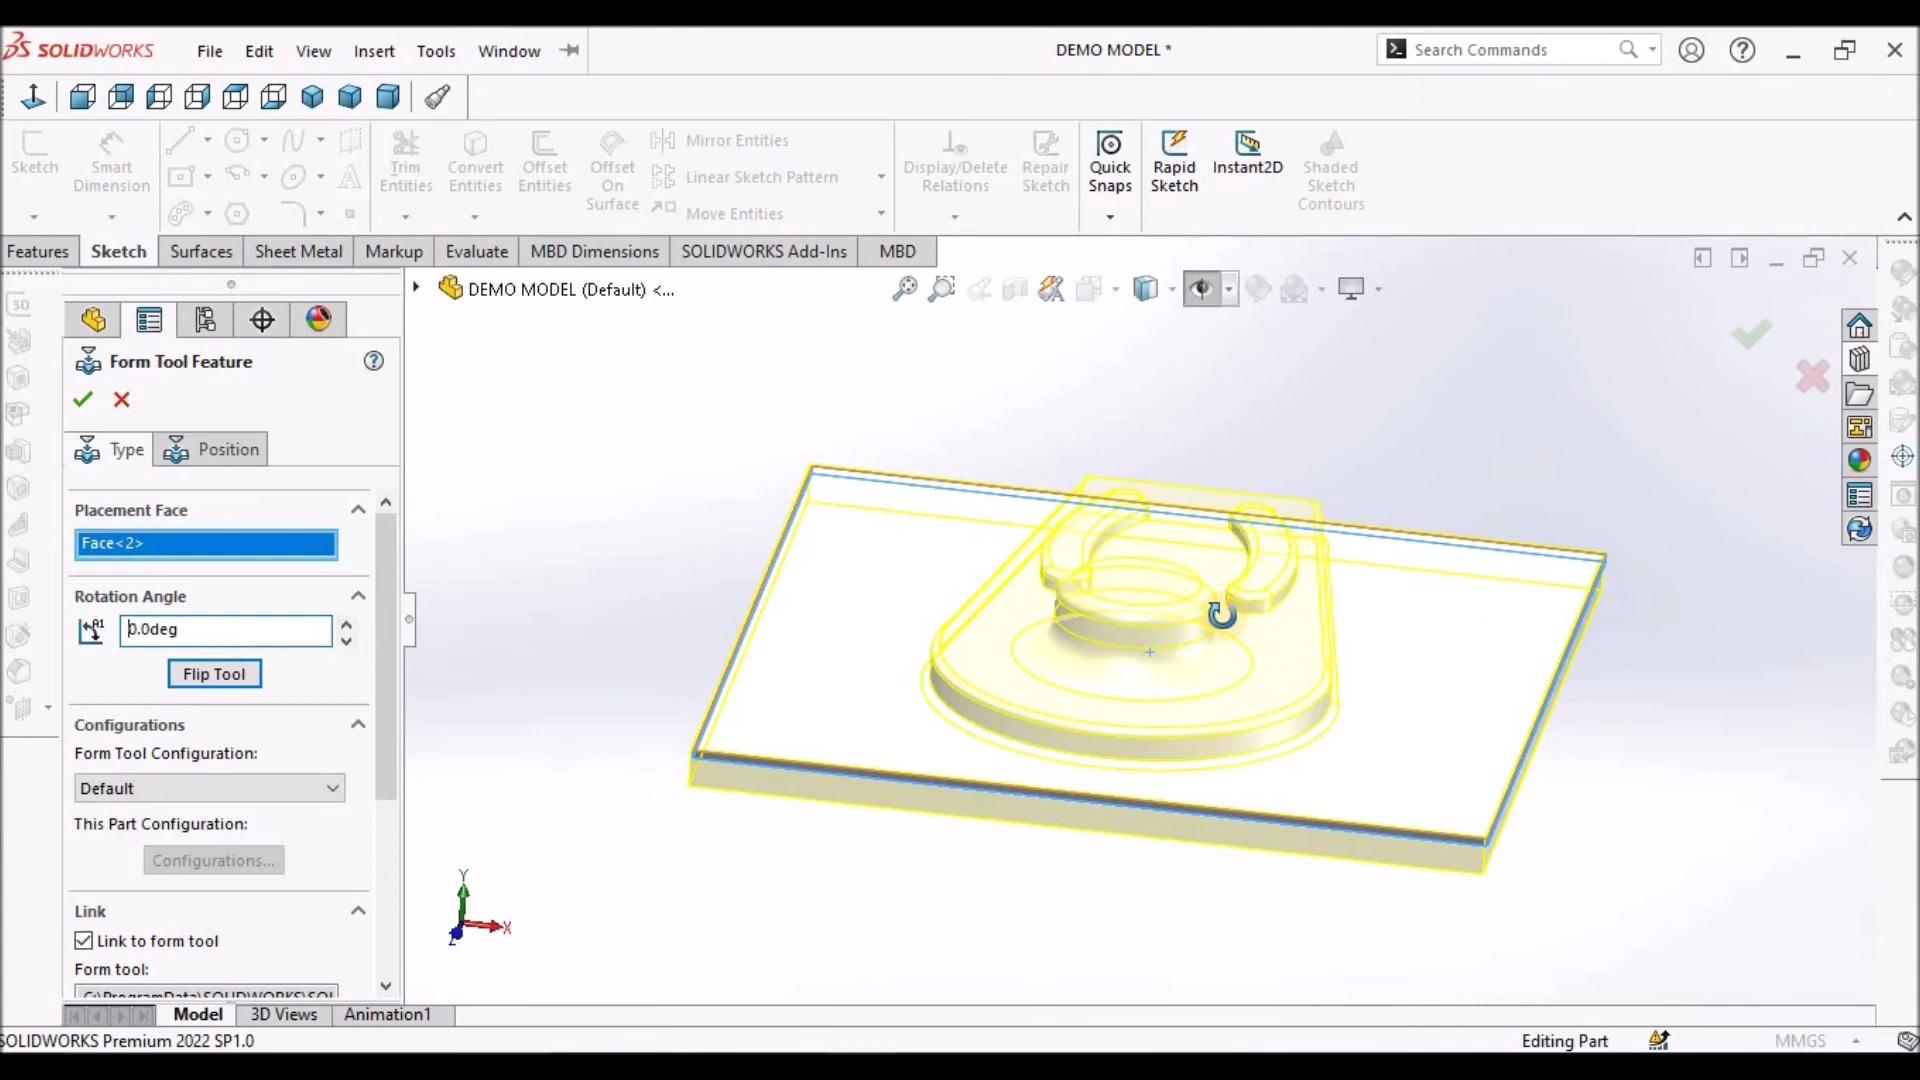 SOLIDWORKS File Edit View Insert Tools Window DEMO MODEL * Search Commands
Sketch Smart Dimension Trim Entities Convert Entities Offset Entities Offset On Surface Mirror Entities Linear Sketch Pattern Move Entities Display/Delete Relations Repair Sketch Quick Snaps Rapid Sketch Instant2D Shaded Sketch Contours
Features Sketch Surfaces Sheet Metal Markup Evaluate MBD Dimensions SOLIDWORKS Add-Ins MBD
DEMO MODEL (Default) <...
3D
Form Tool Feature
Type Position
Placement Face
Face<2>
Rotation Angle
0.0deg
Flip Tool
Configurations
Form Tool Configuration:
Default
This Part Configuration:
Configurations...
Link
Link to form tool
Form tool:
C:\ProgramData\SOLIDWORKS\SOL
Y
X
Z
Model 3D Views Animation1
SOLIDWORKS Premium 2022 SP1.0 Editing Part MMGS